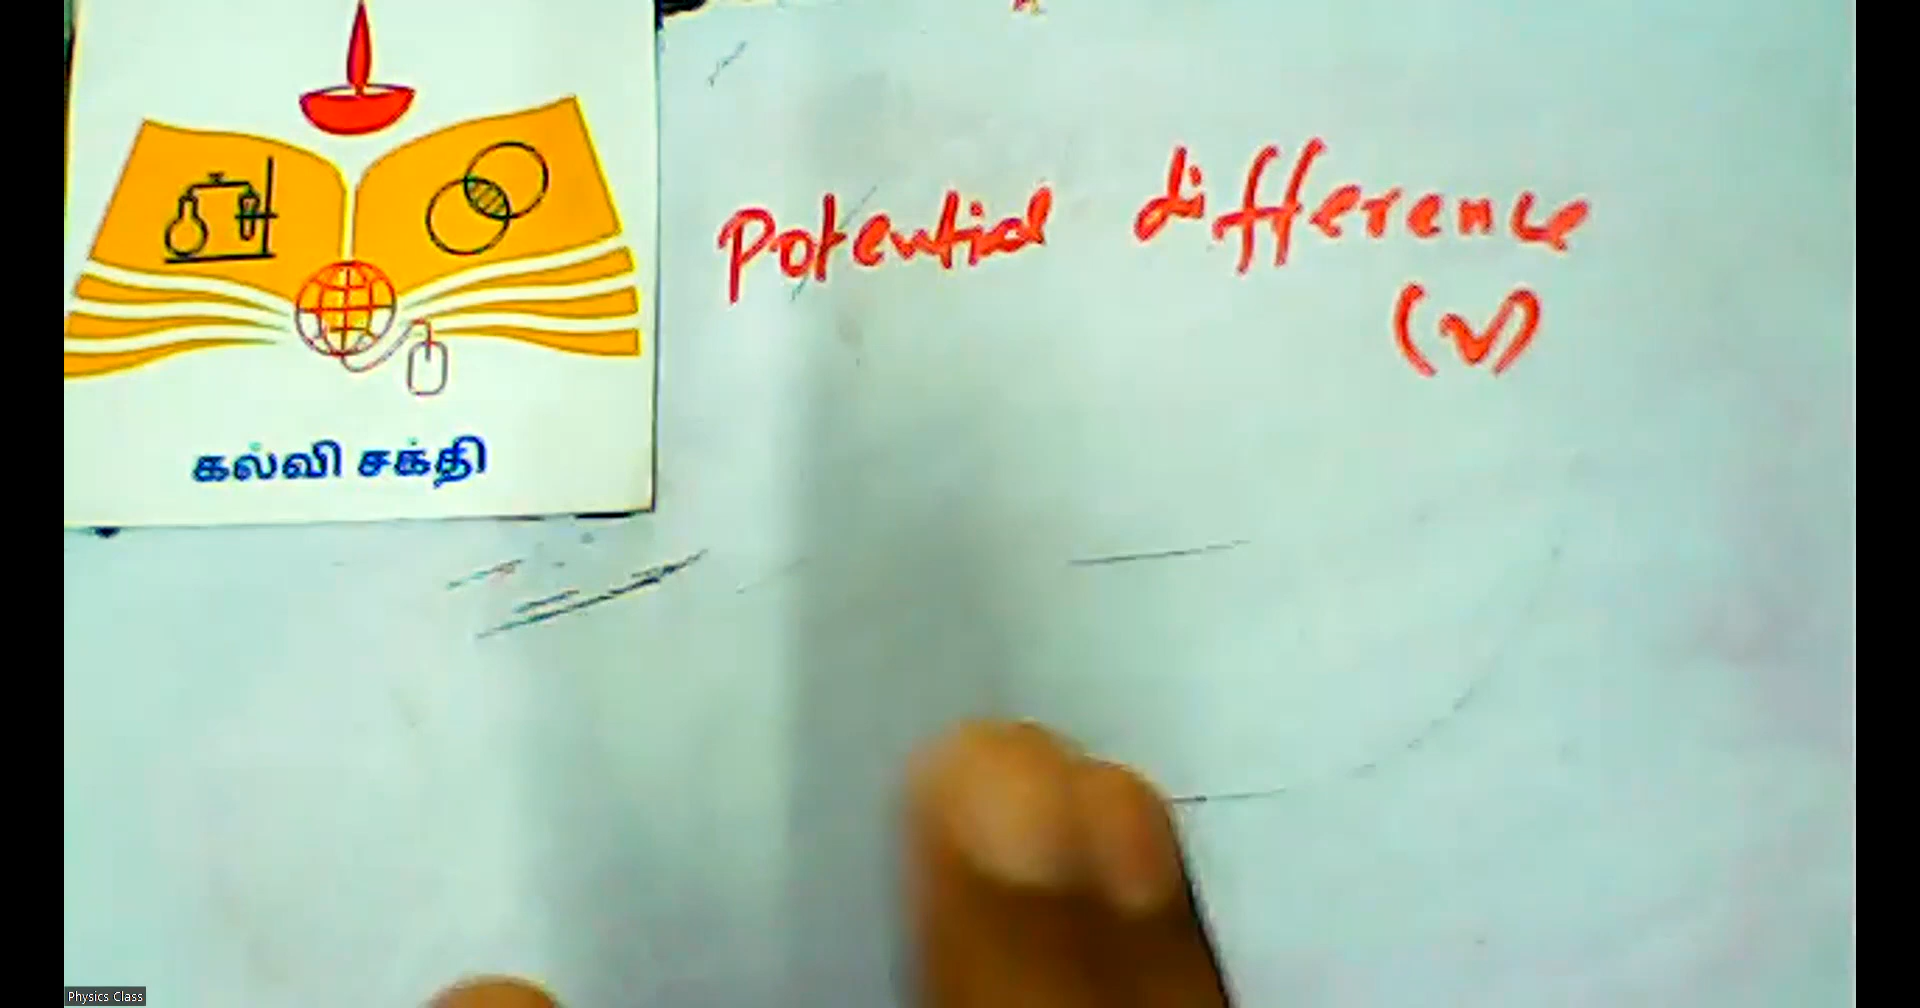 Potential difference
(V)
கல்வி சக்தி
Physics Class